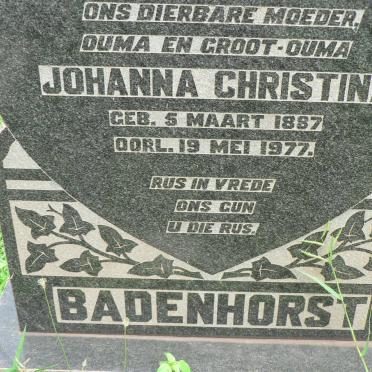 ONS DIERBARE MOEDER,
OUMA EN GROOT-OUMA
JOHANNA CHRISTIN
GEB. 5 MAART 1887
OORL. 19 MEI 1977.
RUS IN VREDE
ONS GUN
U DIE RUS.
BADENHORST